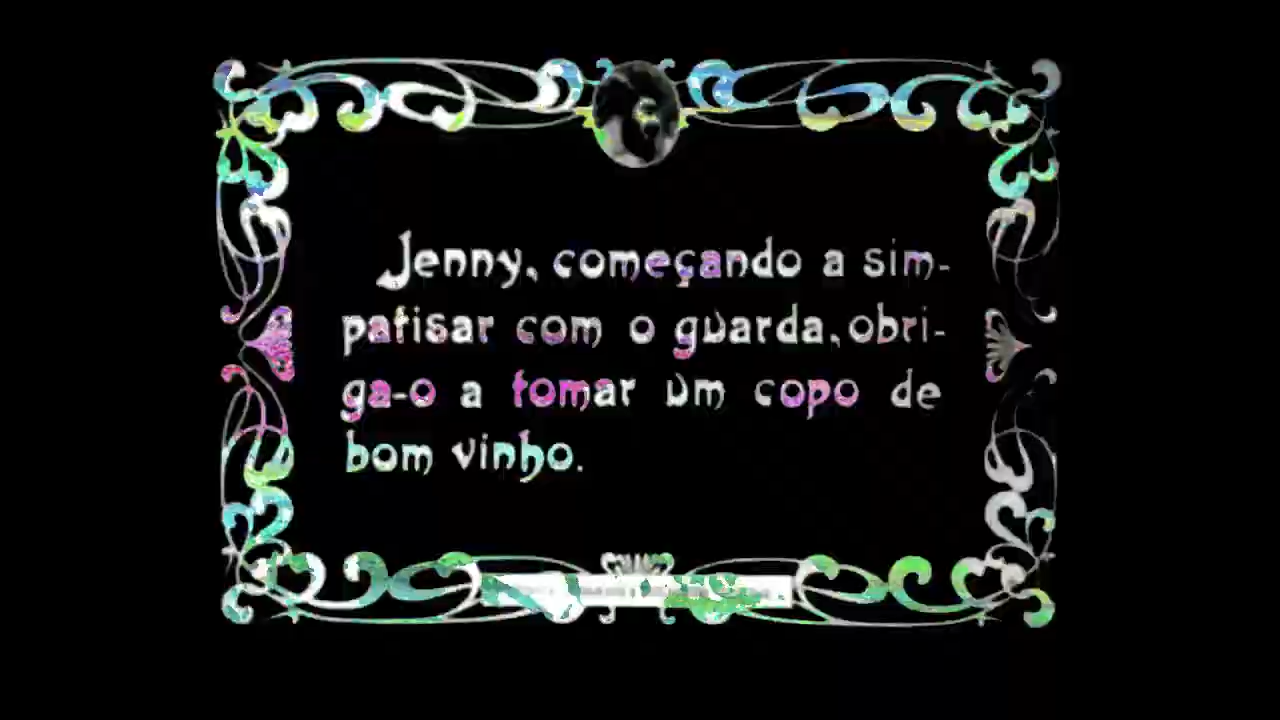 Jenny, começando a sim-
patisar com o guarda, obri-
ga-o a tomar um copo de
bom vinho.